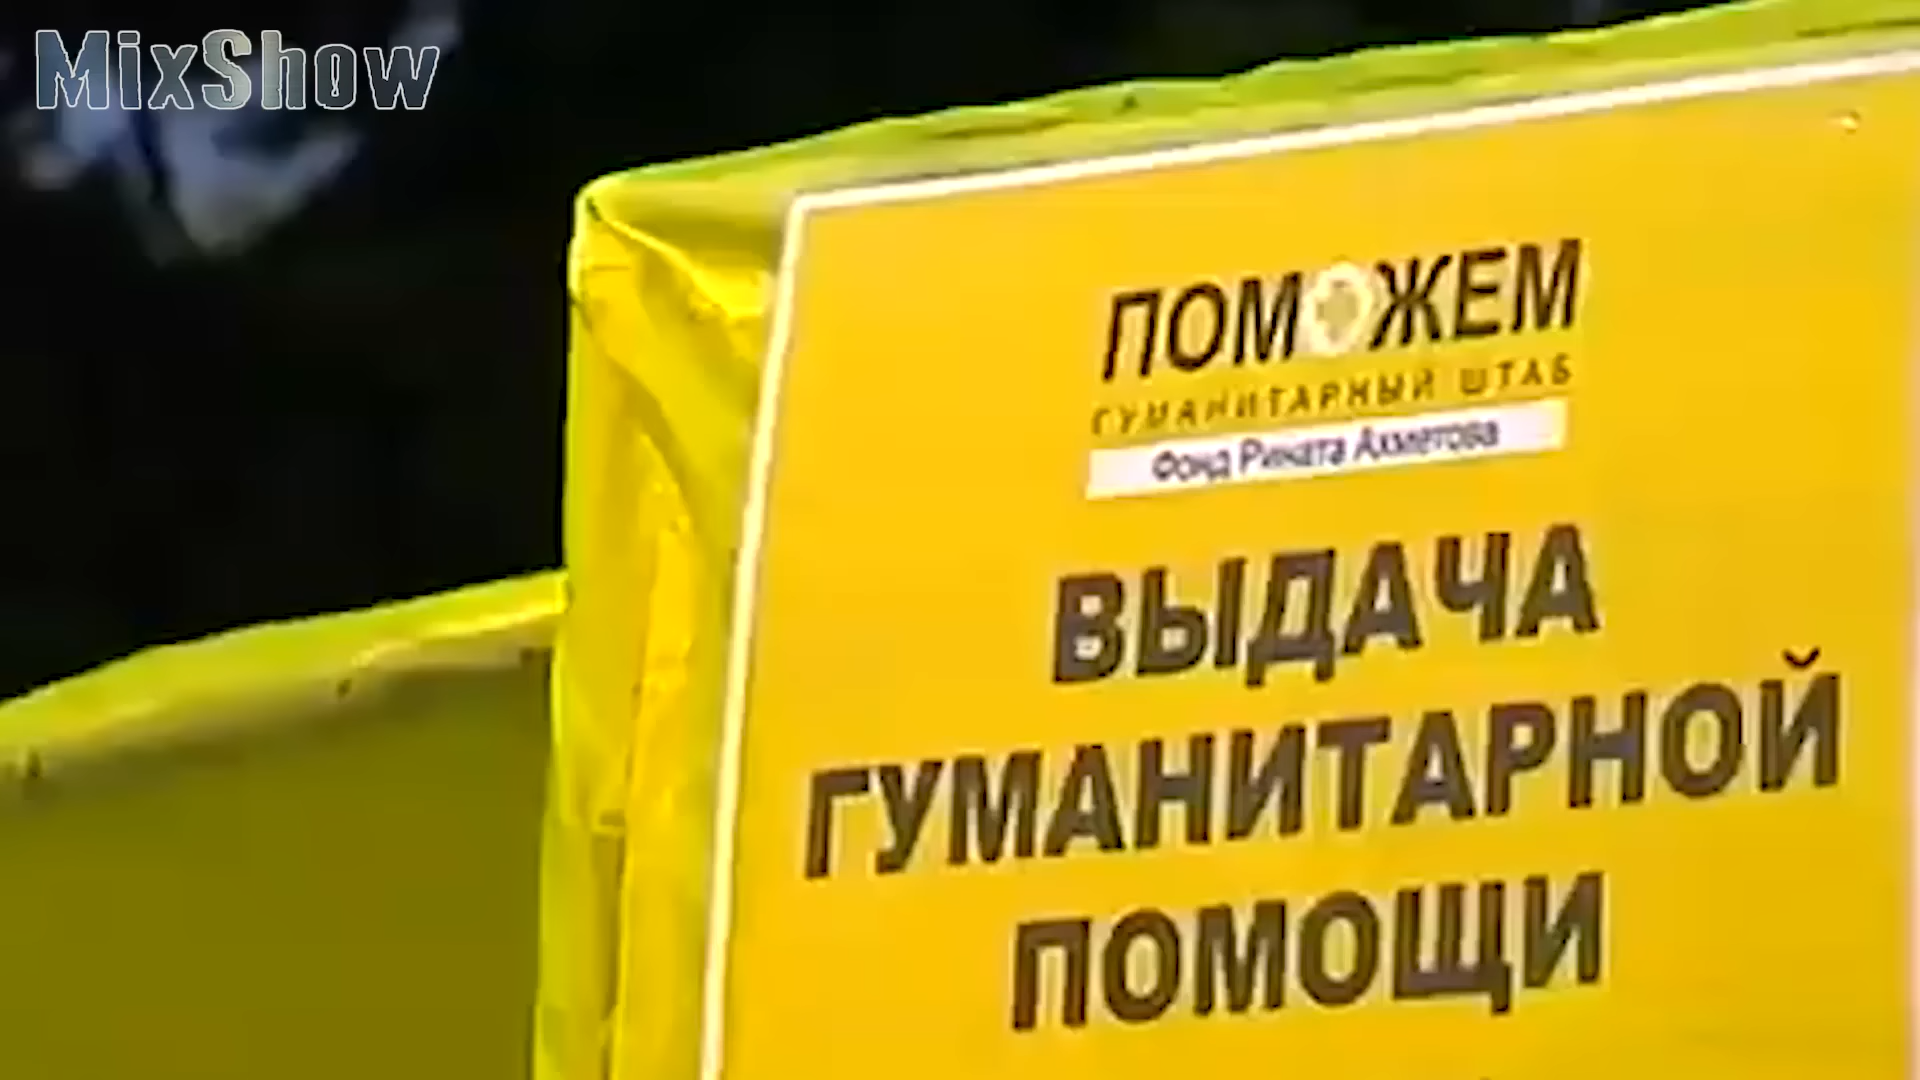 MixShow
ПОМОЖЕМ
ГУМАНИТАРНЫЙ ШТАБ
Фонд Рината Ахметова
ВЫДАЧА
ГУМАНИТАРНОЙ
ПОМОЩИ